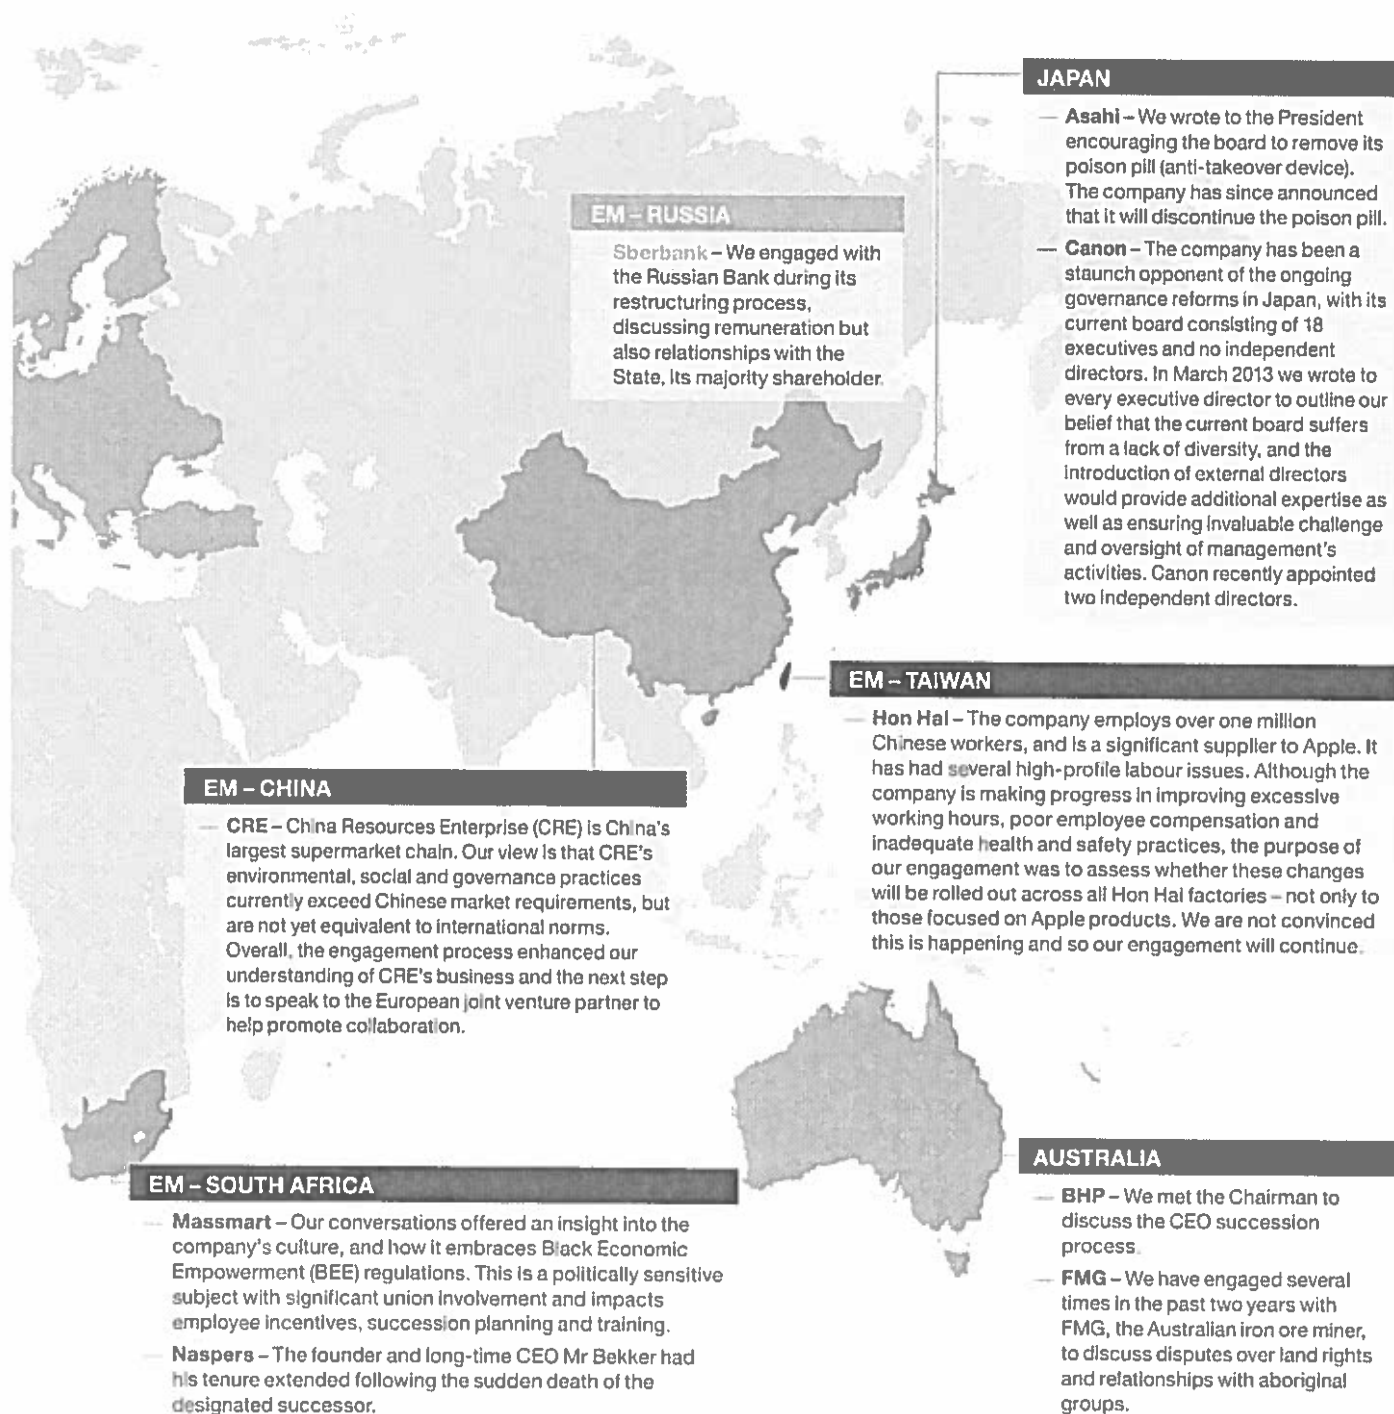 JAPAN
— Asahi – We wrote to the President
encouraging the board to remove its
poison pill (anti-takeover device).
The company has since announced
that it will discontinue the poison pill.
— Canon – The company has been a
staunch opponent of the ongoing
governance reforms in Japan, with its
current board consisting of 18
executives and no independent
directors. In March 2013 we wrote to
every executive director to outline our
belief that the current board suffers
from a lack of diversity, and the
introduction of external directors
would provide additional expertise as
well as ensuring invaluable challenge
and oversight of management's
activities. Canon recently appointed
two independent directors.
EM – RUSSIA
Sberbank – We engaged with
the Russian Bank during its
restructuring process,
discussing remuneration but
also relationships with the
State, its majority shareholder.
EM – TAIWAN
— Hon Hai – The company employs over one million
Chinese workers, and is a significant supplier to Apple. It
has had several high-profile labour issues. Although the
company is making progress in improving excessive
working hours, poor employee compensation and
inadequate health and safety practices, the purpose of
our engagement was to assess whether these changes
will be rolled out across all Hon Hai factories – not only to
those focused on Apple products. We are not convinced
this is happening and so our engagement will continue.
EM – CHINA
— CRE – China Resources Enterprise (CRE) is China's
largest supermarket chain. Our view is that CRE's
environmental, social and governance practices
currently exceed Chinese market requirements, but
are not yet equivalent to international norms.
Overall, the engagement process enhanced our
understanding of CRE's business and the next step
is to speak to the European joint venture partner to
help promote collaboration.
EM – SOUTH AFRICA
— Massmart – Our conversations offered an insight into the
company's culture, and how it embraces Black Economic
Empowerment (BEE) regulations. This is a politically sensitive
subject with significant union involvement and impacts
employee incentives, succession planning and training.
— Naspers – The founder and long-time CEO Mr Bekker had
his tenure extended following the sudden death of the
designated successor.
AUSTRALIA
— BHP – We met the Chairman to
discuss the CEO succession
process.
— FMG – We have engaged several
times in the past two years with
FMG, the Australian iron ore miner,
to discuss disputes over land rights
and relationships with aboriginal
groups.